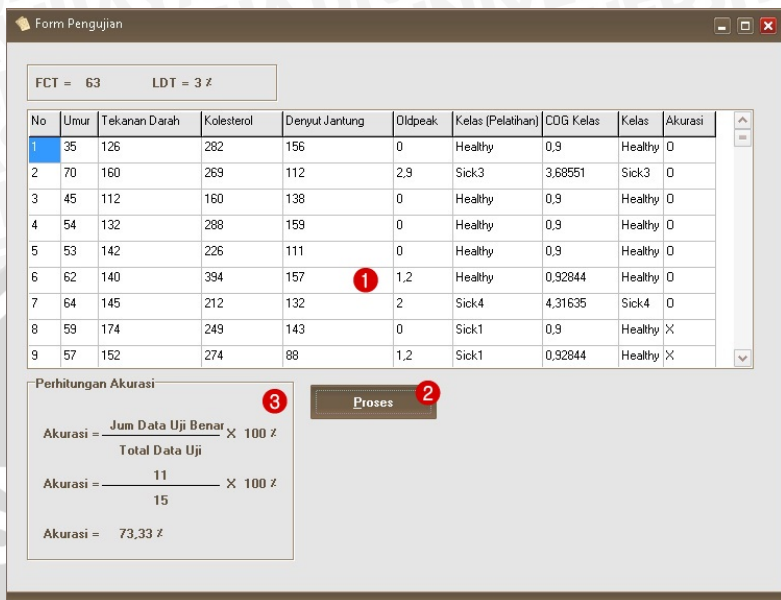 Form Pengujian
FCT = 63 LDT = 3 %
No Umur Tekanan Darah Kolesterol Denyut Jantung Oldpeak Kelas (Pelatihan) COG Kelas Kelas Akurasi
1 35 126 282 156 0 Healthy 0,9 Healthy O
2 70 160 269 112 2,9 Sick3 3,68551 Sick3 O
3 45 112 160 138 0 Healthy 0,9 Healthy O
4 54 132 288 159 0 Healthy 0,9 Healthy O
5 53 142 226 111 0 Healthy 0,9 Healthy O
6 62 140 394 157 1,2 Healthy 0,92844 Healthy O
1
7 64 145 212 132 2 Sick4 4,31635 Sick4 O
8 59 174 249 143 0 Sick1 0,9 Healthy X
9 57 152 274 88 1,2 Sick1 0,92844 Healthy X
Perhitungan Akurasi
3
Proses
2
Akurasi = Jum Data Uji Benar X 100 %
Total Data Uji
Akurasi = 11 X 100 %
15
Akurasi = 73,33 %